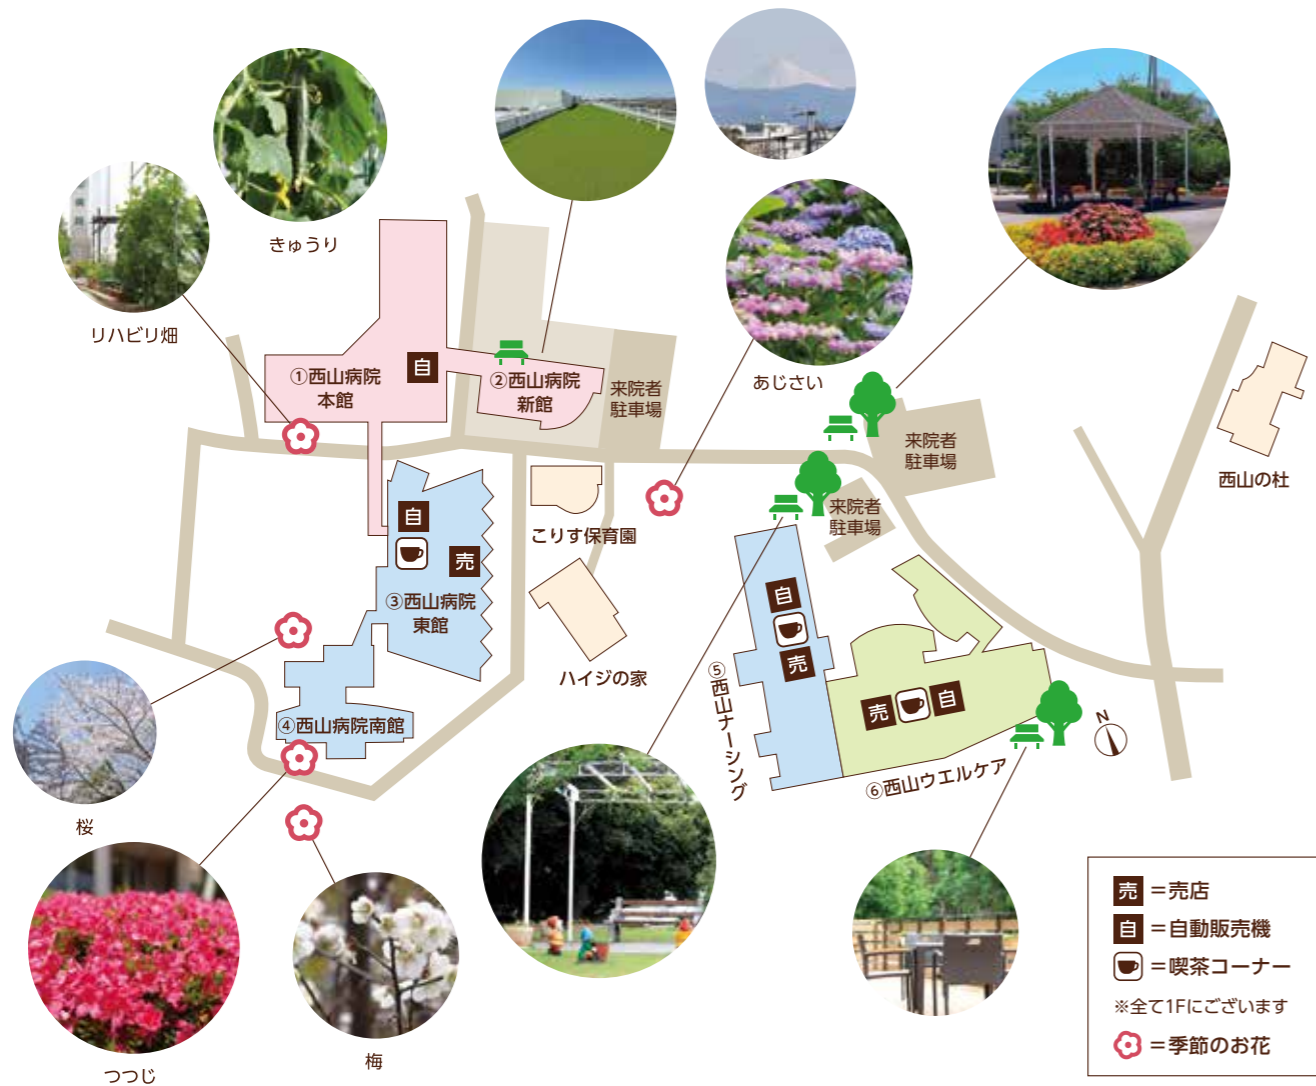 きゅうり
リハビリ畑
あじさい
①西山病院
本館
自
②西山病院
新館
来院者
駐車場
来院者
駐車場
西山の杜
来院者
駐車場
こりす保育園
自
売
③西山病院
東館
ハイジの家
自
売
⑤西山ナーシング
売
自
⑥西山ウエルケア
N
④西山病院南館
桜
つつじ
梅
売 =売店
自 =自動販売機
=喫茶コーナー
※全て1Fにございます
=季節のお花